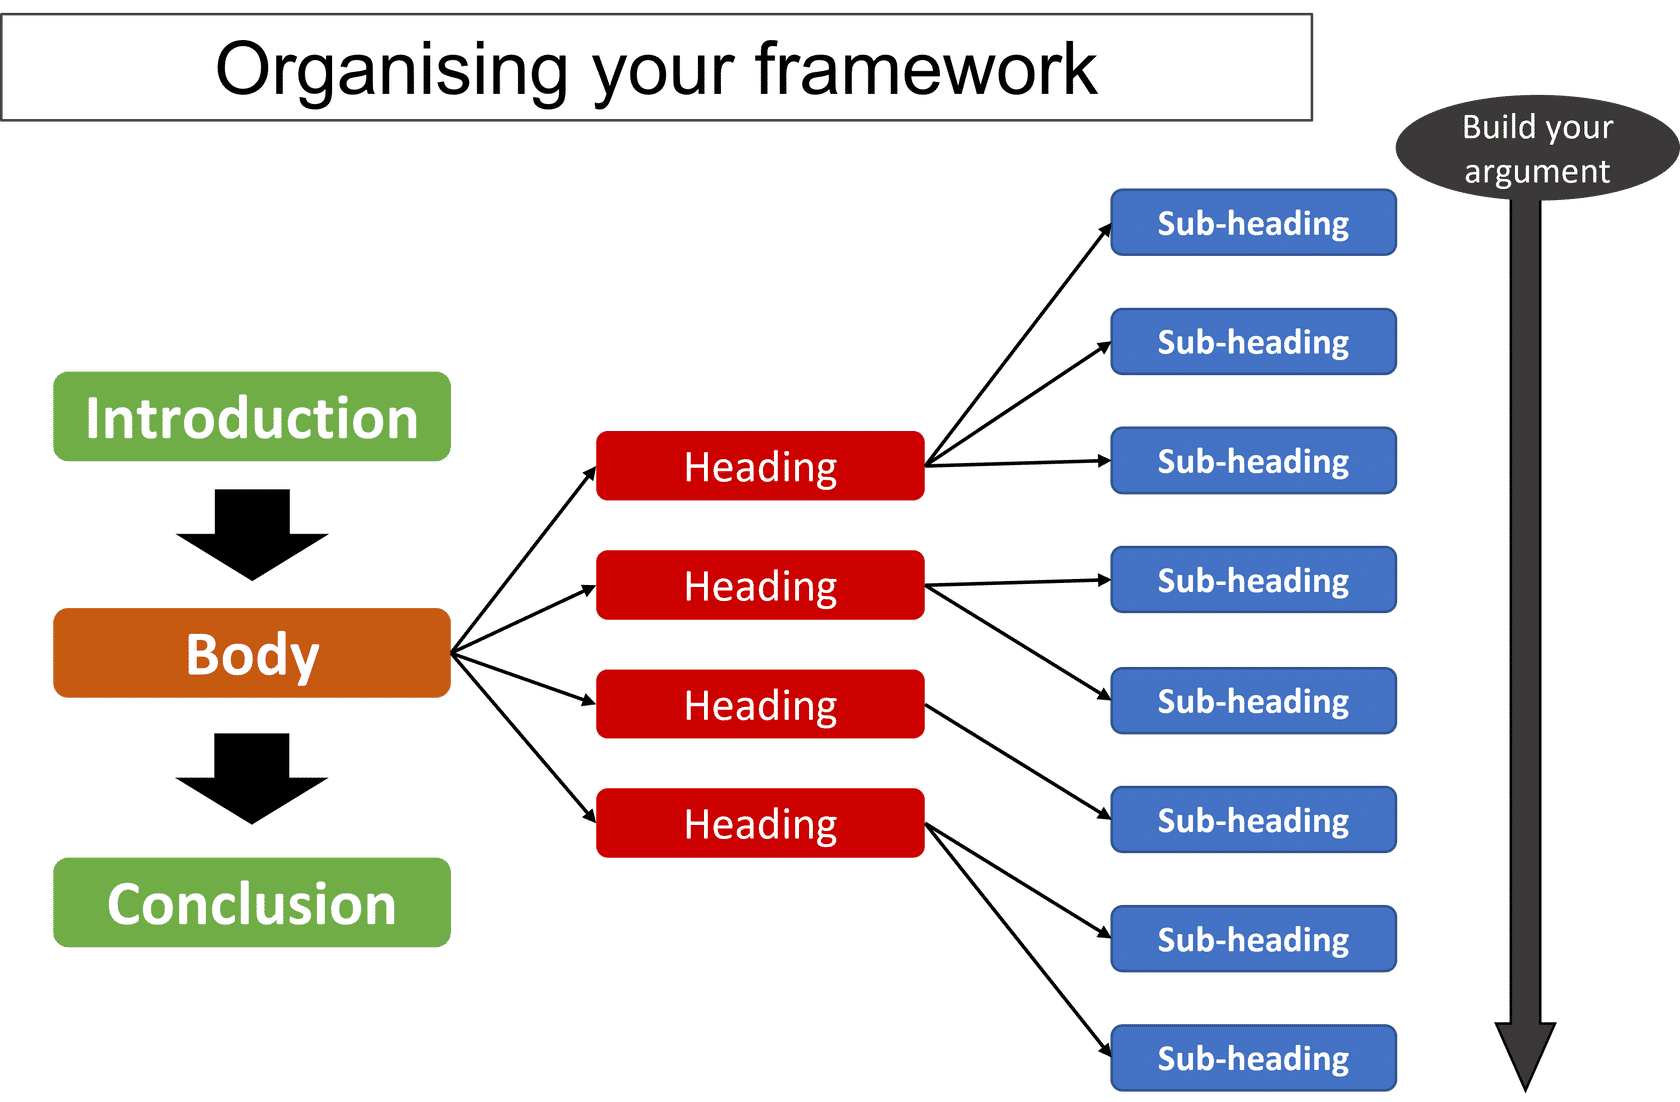 Organising your framework
Build your
argument
Introduction
Body
Conclusion
Heading
Heading
Heading
Heading
Sub-heading
Sub-heading
Sub-heading
Sub-heading
Sub-heading
Sub-heading
Sub-heading
Sub-heading